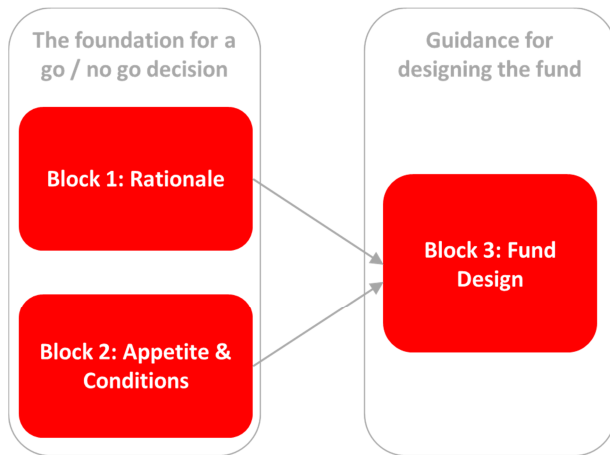 The foundation for a
go / no go decision
Block 1: Rationale
Block 2: Appetite &
Conditions
Guidance for
designing the fund
Block 3: Fund
Design